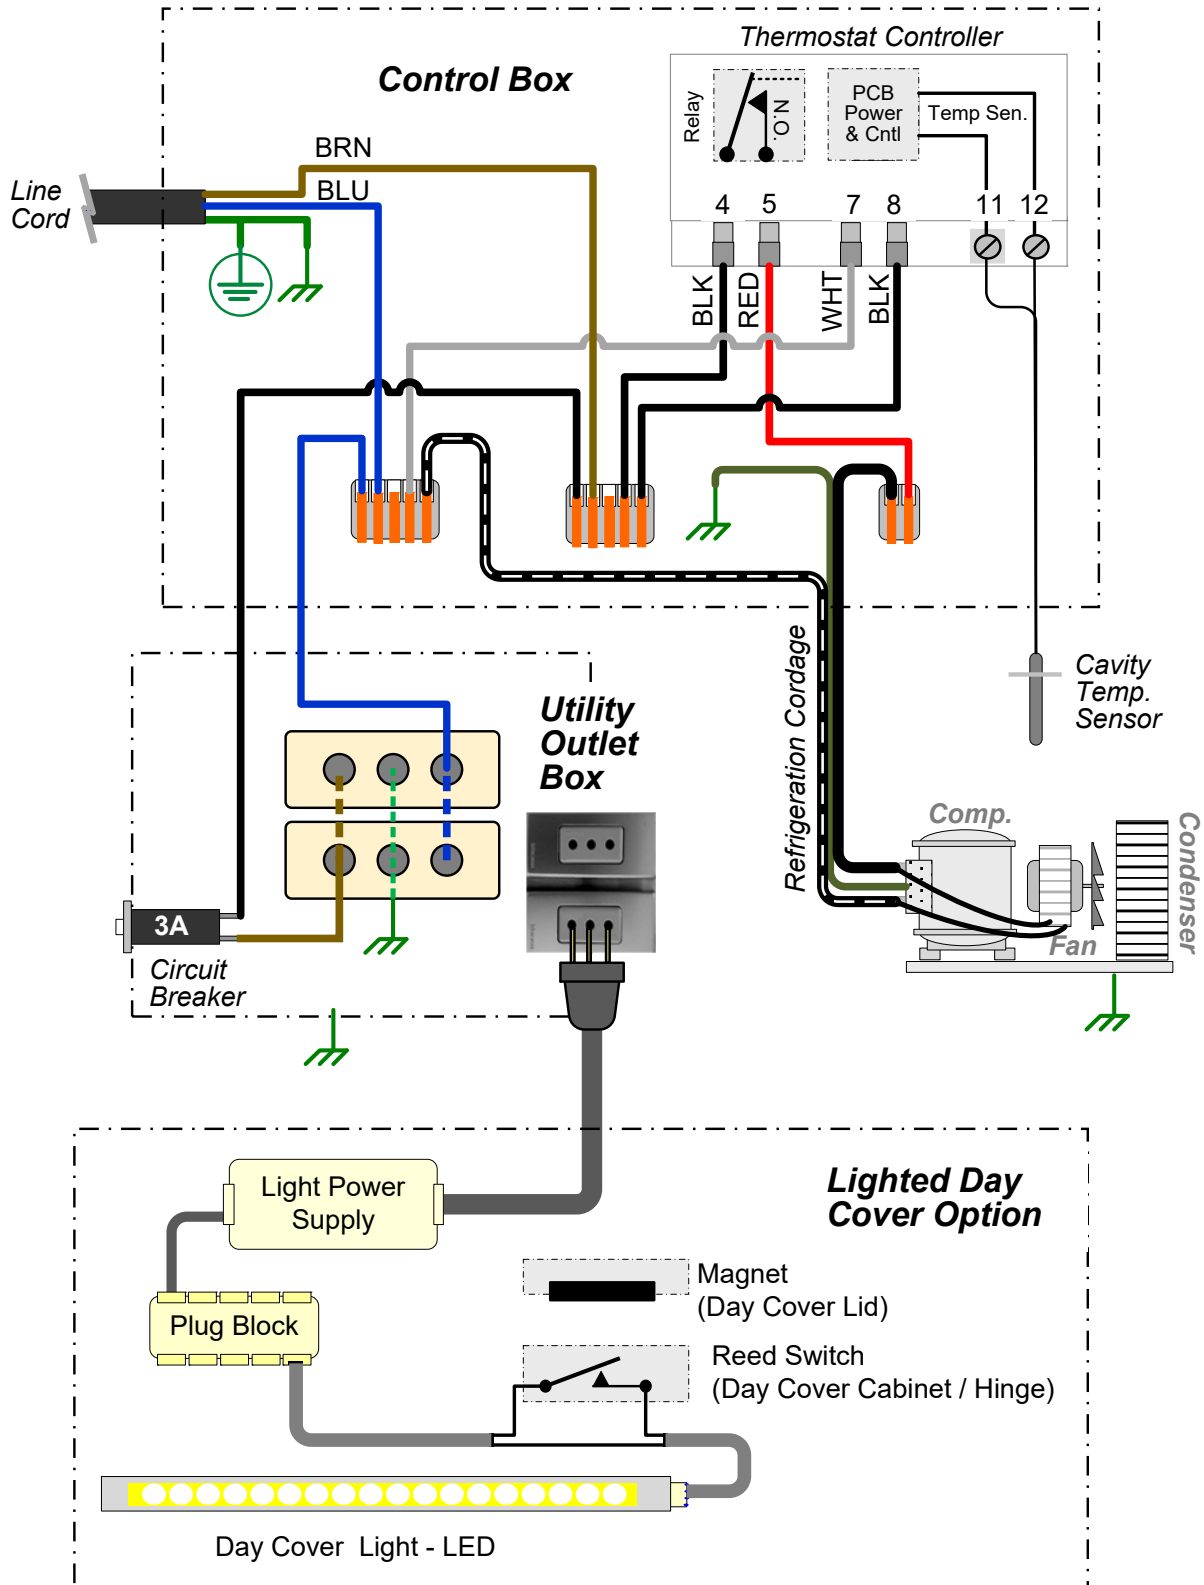 Thermostat Controller
Control Box
Relay
N.O.
PCB
Power
& Cntl
Temp Sen.
BRN
BLU
Line
Cord
4
5
7
8
11
12
BLK
RED
WHT
BLK
Refrigeration Cordage
Cavity
Temp.
Sensor
Utility
Outlet
Box
Comp.
Condenser
Fan
3A
Circuit
Breaker
Light Power
Supply
Lighted Day
Cover Option
Magnet
(Day Cover Lid)
Plug Block
Reed Switch
(Day Cover Cabinet / Hinge)
Day Cover Light - LED